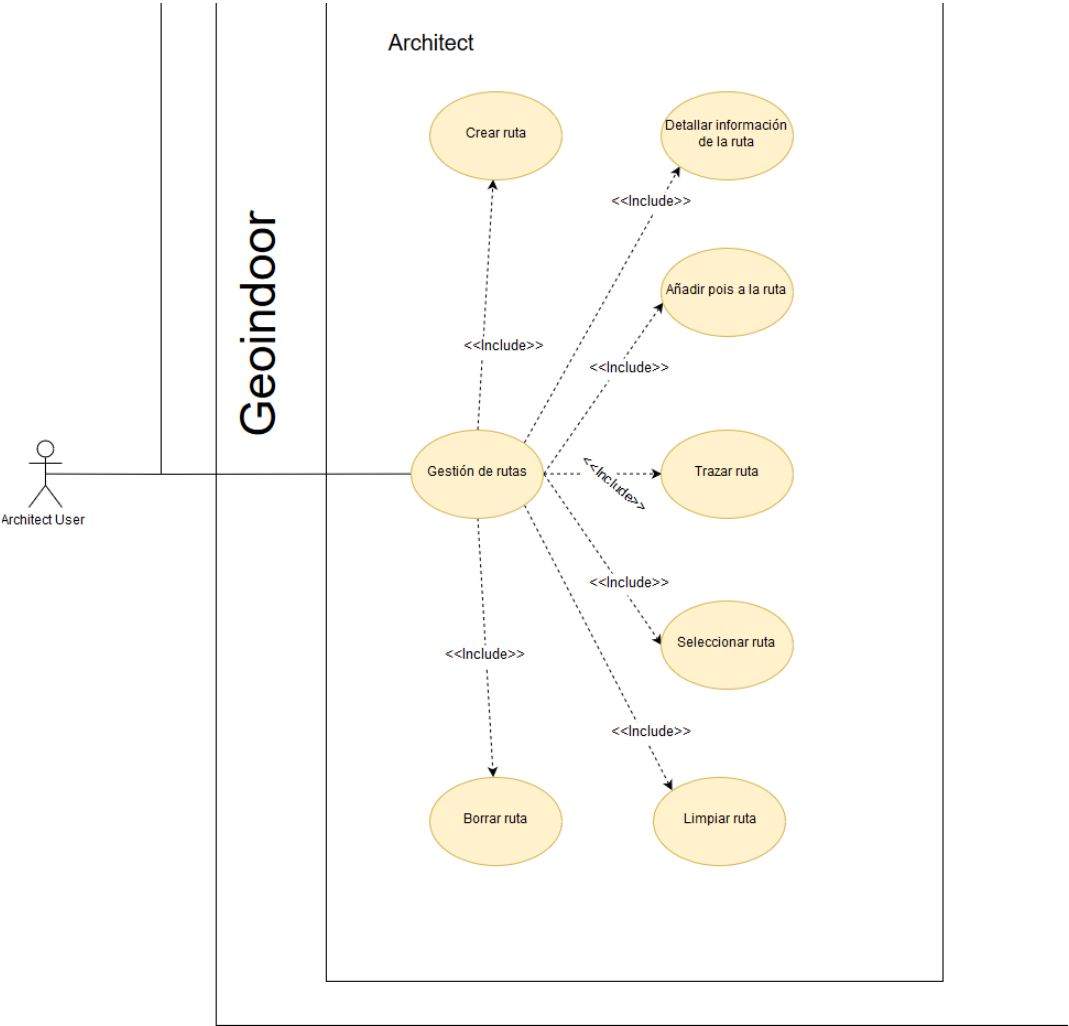 Architect
Crear ruta
Detallar información
de la ruta
<<Include>>
Geoindoor
Añadir pois a la ruta
<<Include>>
<<Include>>
Gestión de rutas
<<Include>>
Trazar ruta
Architect User
<<Include>>
Seleccionar ruta
<<Include>>
<<Include>>
Borrar ruta
Limpiar ruta